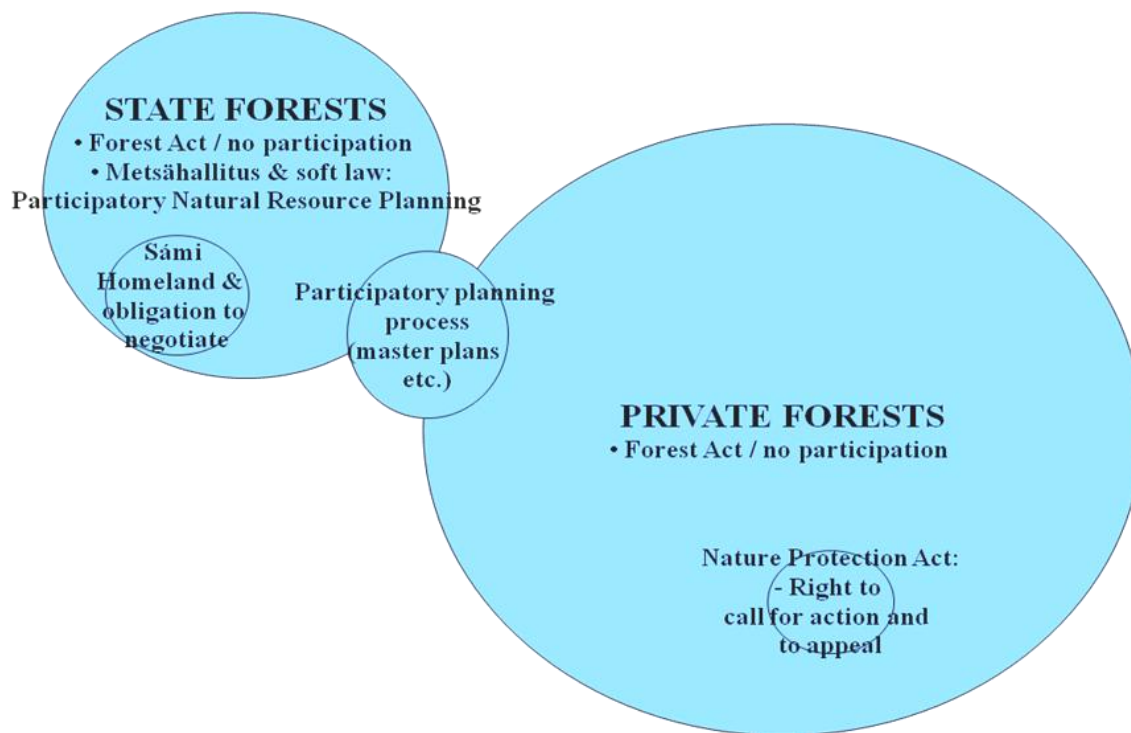 STATE FORESTS
• Forest Act / no participation
• Metsähallitus & soft law:
Participatory Natural Resource Planning
Sámi
Homeland &
obligation to
negotiate
Participatory planning
process
(master plans
etc.)
PRIVATE FORESTS
• Forest Act / no participation
Nature Protection Act:
- Right to
call for action and
to appeal